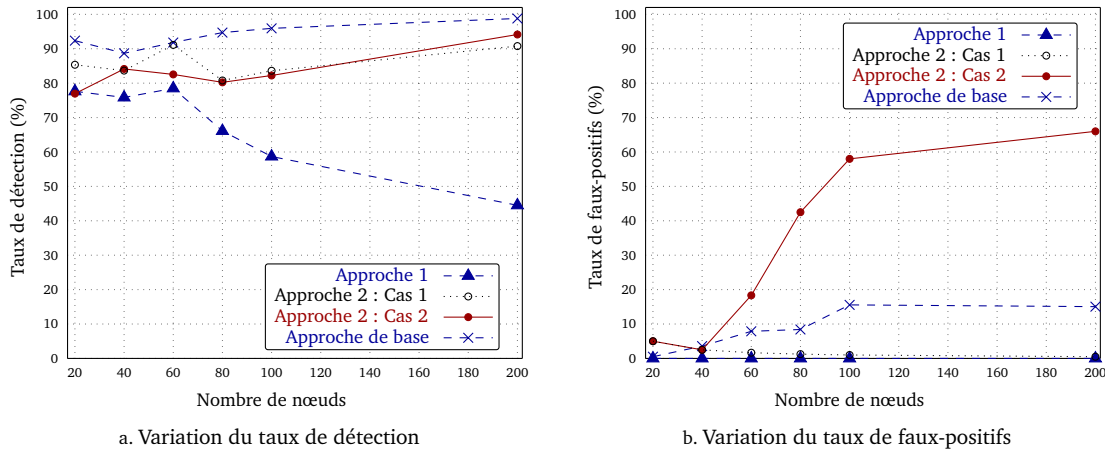 100
90
80
70
60
50
40
30
20
10
0
Taux de détection (%)
Approche 1
Approche 2 : Cas 1
Approche 2 : Cas 2
Approche de base
20 40 60 80 100 120 140 160 180 200
Nombre de nœuds
a. Variation du taux de détection
100
90
80
70
60
50
40
30
20
10
0
Taux de faux-positifs (%)
Approche 1
Approche 2 : Cas 1
Approche 2 : Cas 2
Approche de base
20 40 60 80 100 120 140 160 180 200
Nombre de nœuds
b. Variation du taux de faux-positifs